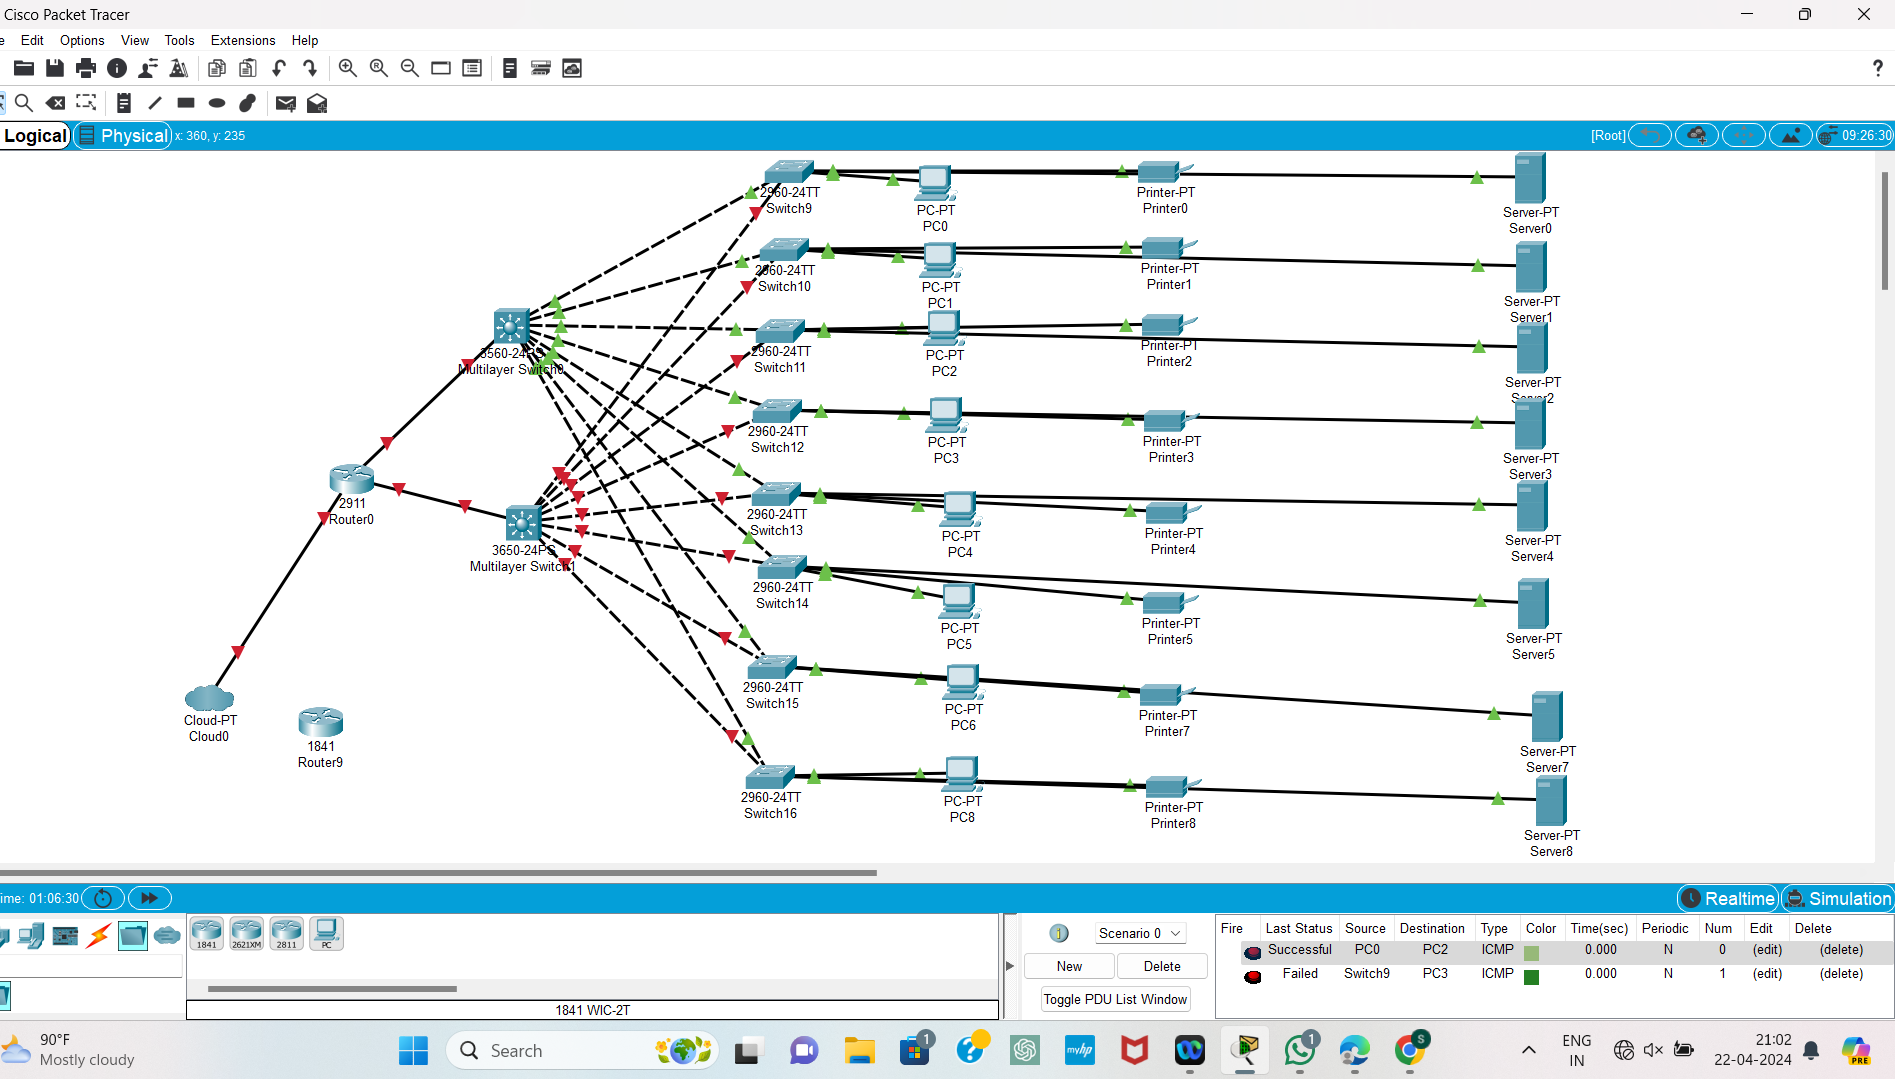 Cisco Packet Tracer
e Edit Options View Tools Extensions Help
?
Logical Physical x: 360, y: 235 [Root] 09:26:30
2960-24TT
Switch9
PC-PT
PC0
Printer-PT
Printer0
Server-PT
Server0
2960-24TT
Switch10
PC-PT
PC1
Printer-PT
Printer1
Server-PT
Server1
3560-24PS
Multilayer Switch0
2960-24TT
Switch11
PC-PT
PC2
Printer-PT
Printer2
Server-PT
Server2
2960-24TT
Switch12
PC-PT
PC3
Printer-PT
Printer3
Server-PT
Server3
2911
Router0
2960-24TT
Switch13
PC-PT
PC4
Printer-PT
Printer4
Server-PT
Server4
3650-24PS
Multilayer Switch1
2960-24TT
Switch14
PC-PT
PC5
Printer-PT
Printer5
Server-PT
Server5
2960-24TT
Switch15
PC-PT
PC6
Printer-PT
Printer7
Server-PT
Server7
Cloud-PT
Cloud0
1841
Router9
2960-24TT
Switch16
PC-PT
PC8
Printer-PT
Printer8
Server-PT
Server8
ime: 01:06:30 Realtime Simulation
1841 2621XM 2811 PC
1841 WIC-2T
Scenario 0
New Delete
Toggle PDU List Window
Fire Last Status Source Destination Type Color Time(sec) Periodic Num Edit Delete
Successful PC0 PC2 ICMP 0.000 N 0 (edit) (delete)
Failed Switch9 PC3 ICMP 0.000 N 1 (edit) (delete)
90°F
Mostly cloudy
Search
1
myhp
1
S
ENG
IN
21:02
22-04-2024
PRE